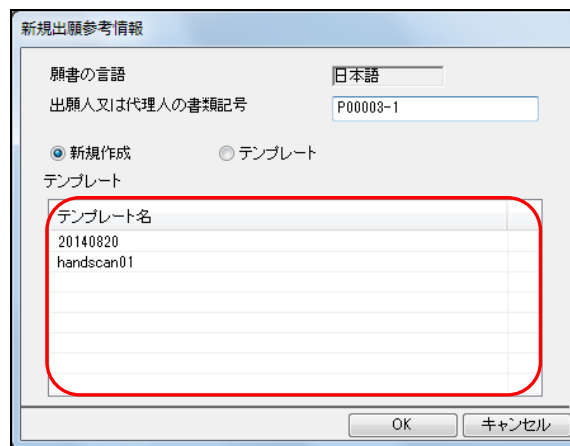 新規出願参考情報
願書の言語 日本語
出願人又は代理人の書類記号 P00003-1
新規作成 テンプレート
テンプレート
テンプレート名
20140820
handscan01
OK キャンセル